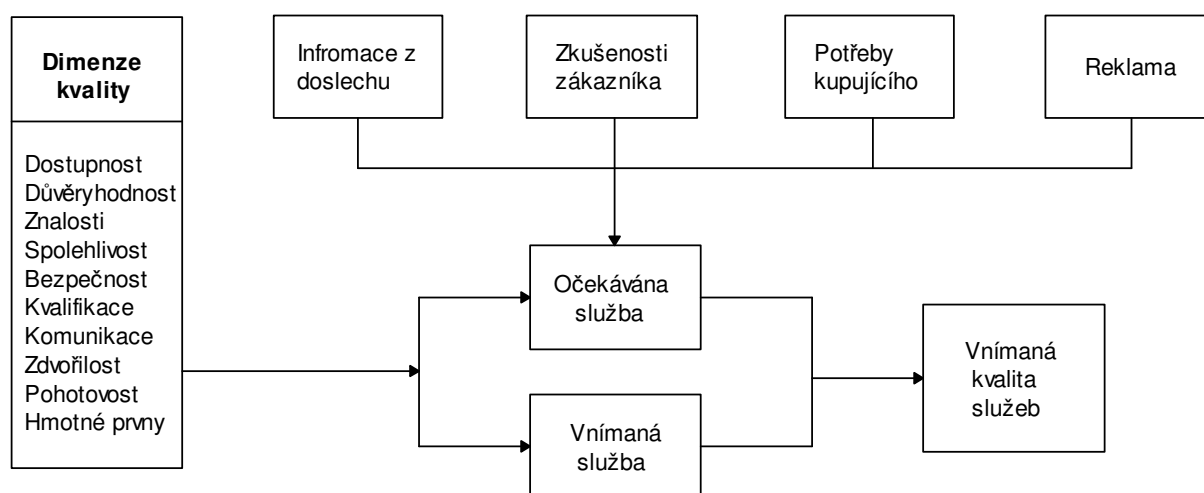 Dimenze
kvality
Dostupnost
Důvěryhodnost
Znalosti
Spolehlivost
Bezpečnost
Kvalifikace
Komunikace
Zdvořilost
Pohotovost
Hmotné prvny
Infromace z
doslechu
Zkušenosti
zákazníka
Potřeby
kupujícího
Reklama
Očekávána
služba
Vnímaná
služba
Vnímaná
kvalita
služeb